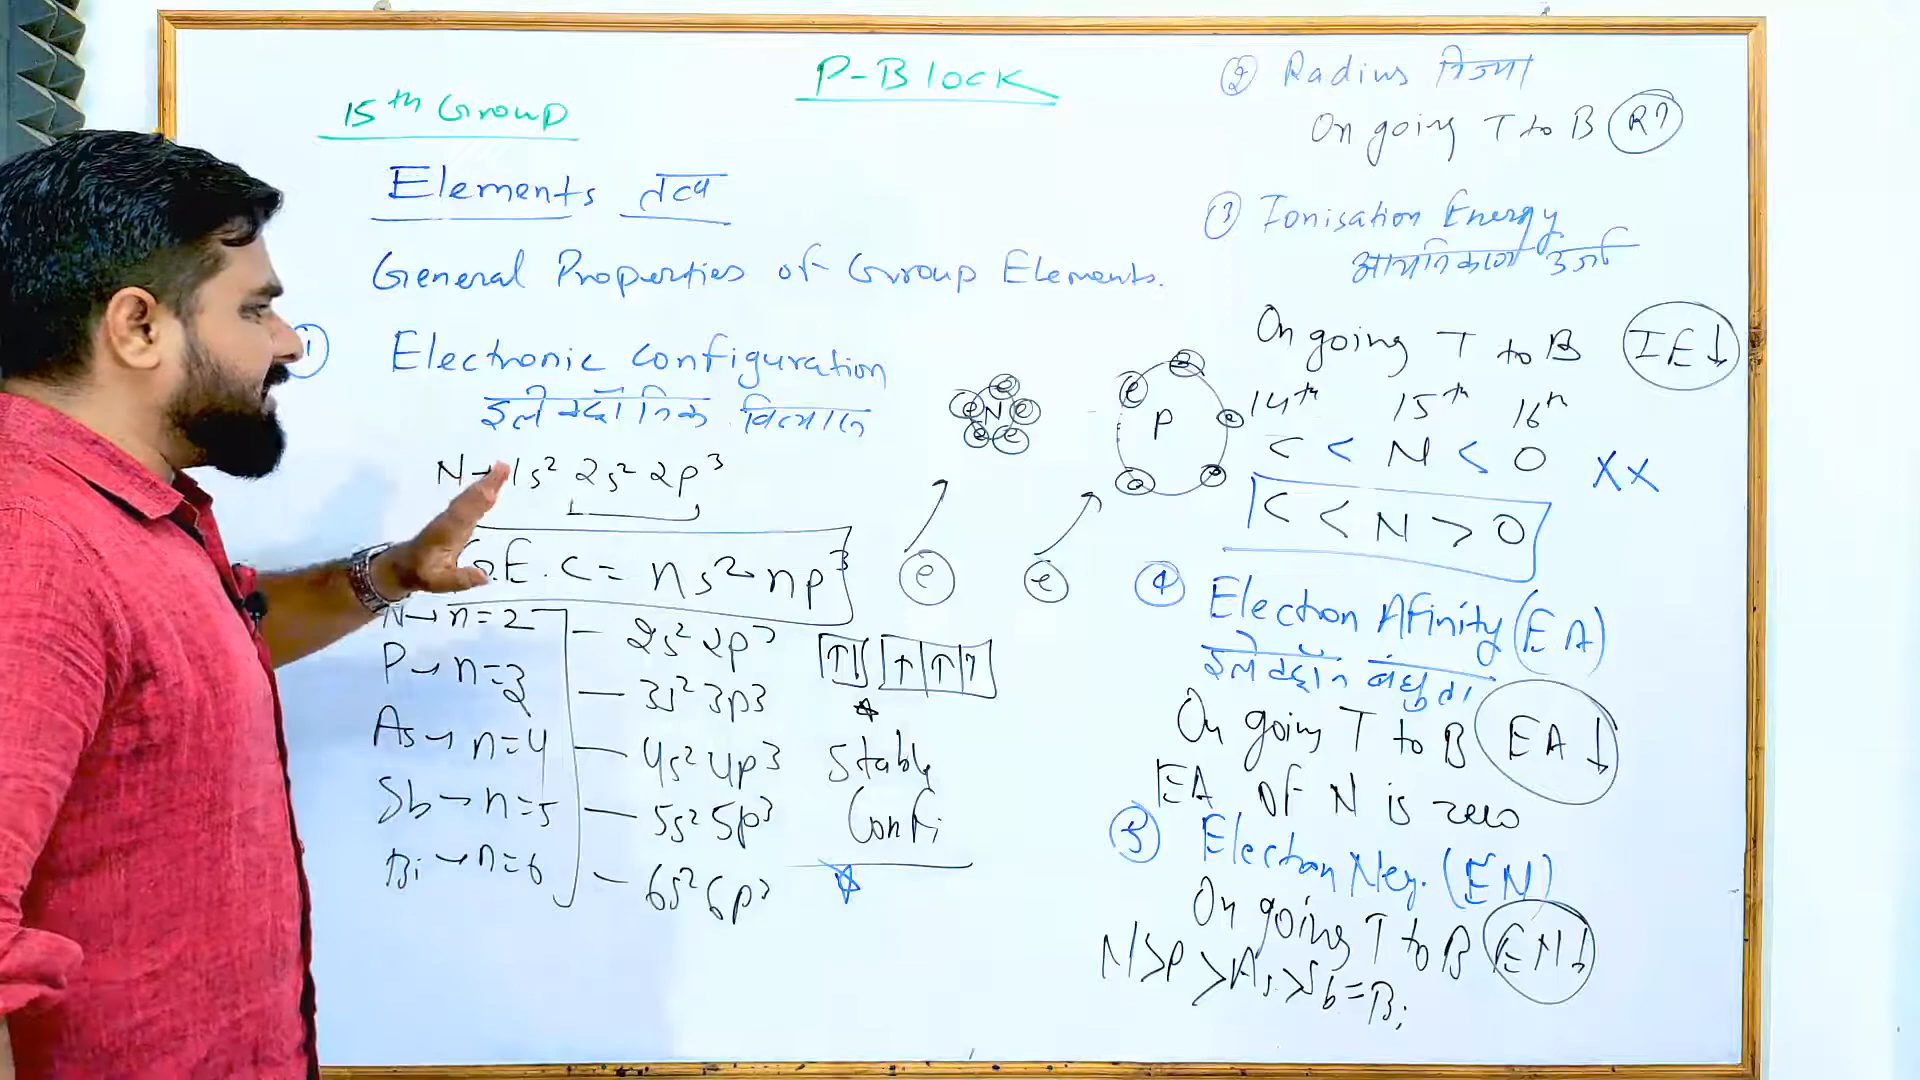 P-Block
15th Group
Elements तत्व
General Properties of Group Elements.
1 Electronic configuration
इलेक्ट्रॉनिक विन्यास
N → 1s² 2s² 2p³
G.E.C = ns² np³
N → n=2 — 2s² 2p³
P → n=3 — 3s² 3p3
As → n=4 — 4s² 4p³
Sb → n=5 — 5s² 5p³
Bi → n=6 — 6s² 6p³
↑↓ ↑ ↑ ↑
Stable
Confi
N e e e e e
P e e e e e
e
e
2 Radius त्रिज्या
On going T to B R↑
3 Ionisation Energy
On going T to B IE↓
14th 15th 16th
C < N < O XX
C < N > O
4 Electron Afinity (EA)
इलेक्ट्रॉन बंधुता
On going T to B EA↓
EA of N is zero
5 Electron Neg. (EN)
On going T to B EN↓
N>P>As>Sb=Bi